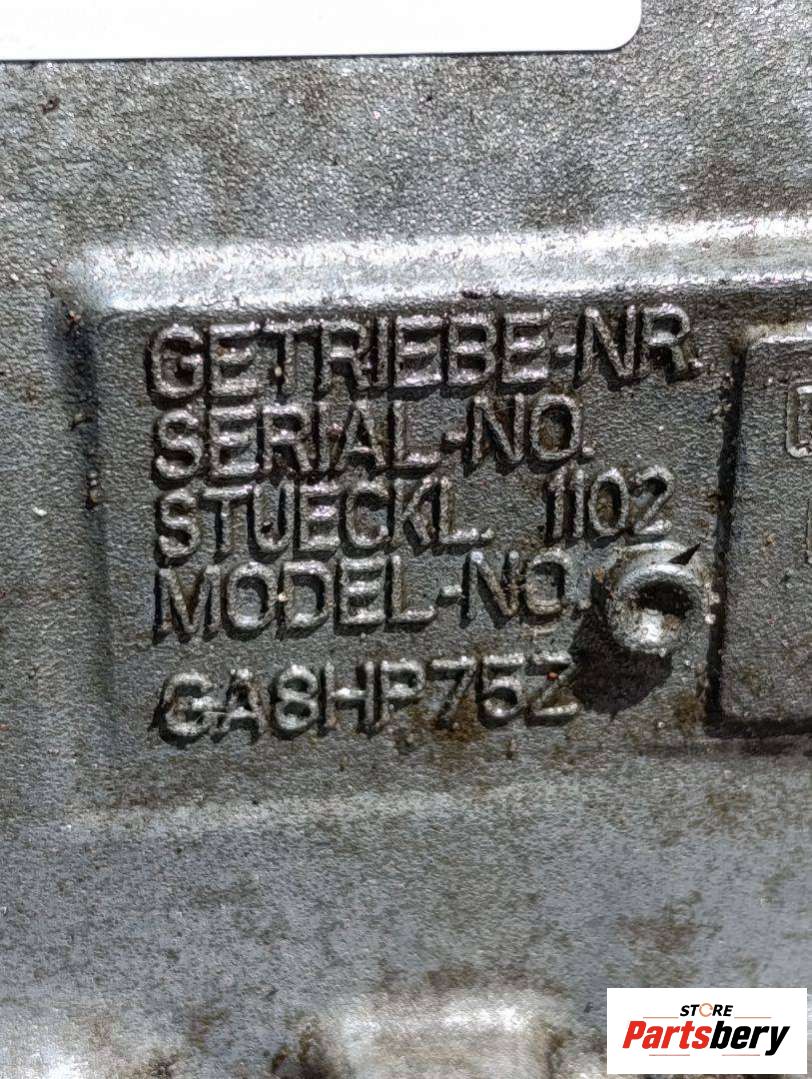 GETRIEBE-NR.
SERIAL-NO.
STUECKL. 1102
MODEL-NO.
GA8HP75Z
STORE
Partsbery